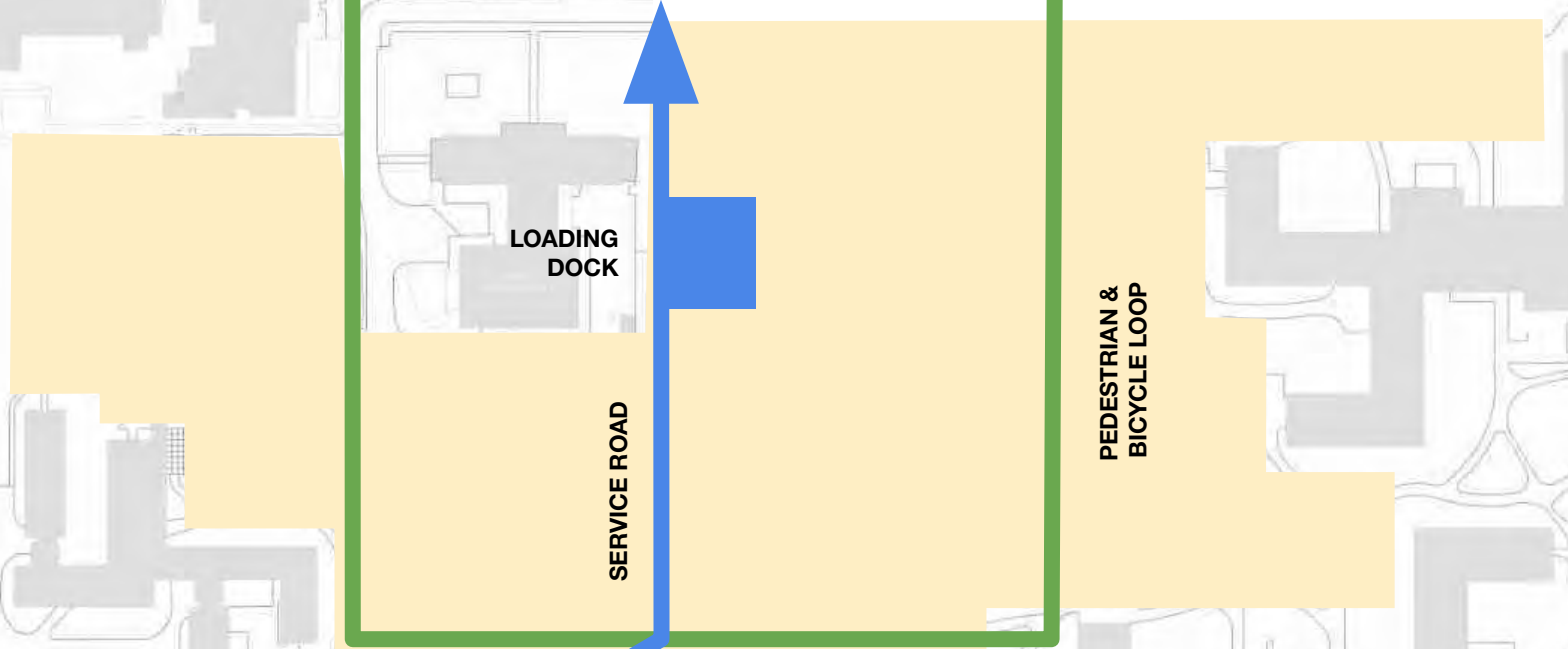 LOADING
DOCK
SERVICE ROAD
PEDESTRIAN &
BICYCLE LOOP